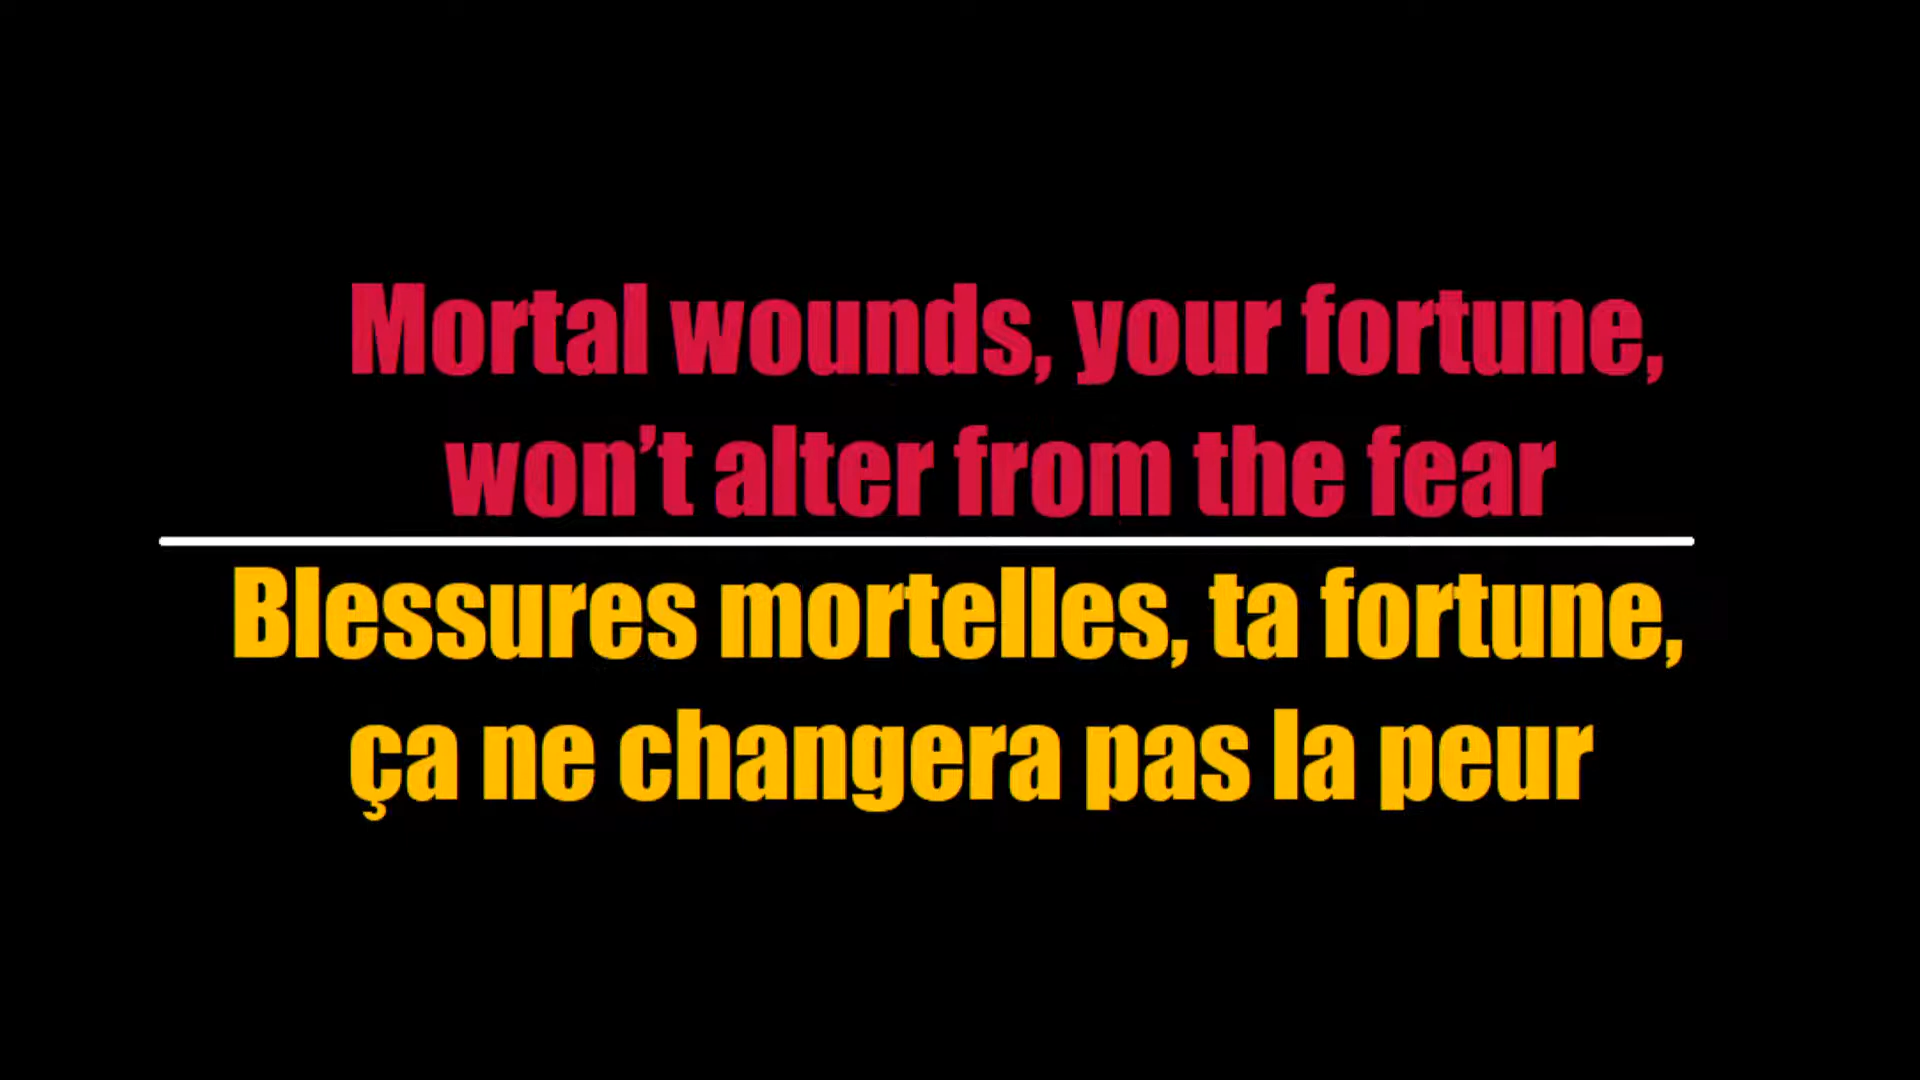 Mortal wounds, your fortune,
won’t alter from the fear
Blessures mortelles, ta fortune,
ça ne changera pas la peur